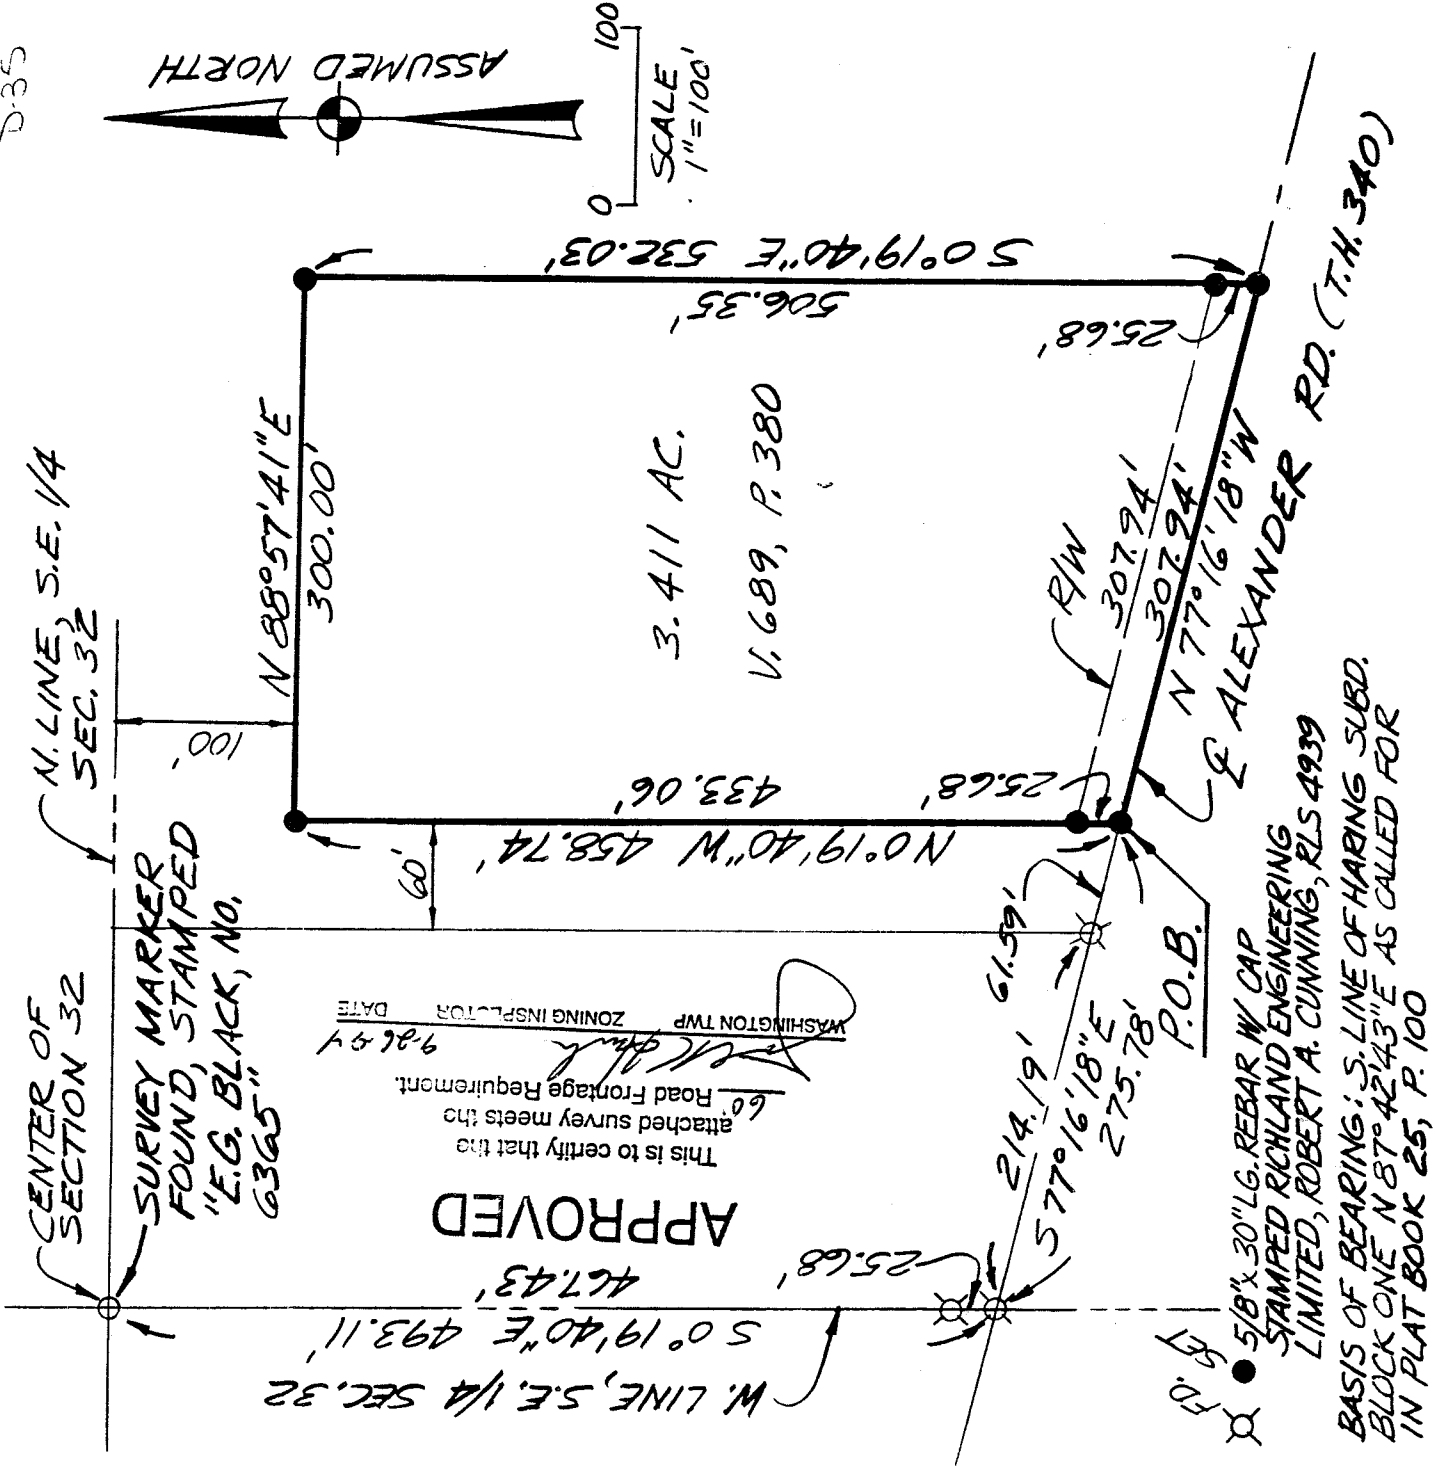 ASSUMED NORTH
0 100
SCALE
1"=100'
N. LINE, S.E. 1/4
SEC. 32
CENTER OF
SECTION 32
SURVEY MARKER
FOUND, STAMPED
"E.G. BLACK, NO.
6365"
100'
N 88°57'41"E
300.00'
S 0°19'40"E 532.03'
506.35'
25.68'
3.411 AC.
V. 689, P. 380
433.06'
25.68'
N 0°19'40"W 458.74'
60'
R/W
307.94'
307.94'
N 77°16'18"W
℄ ALEXANDER RD. (T.H. 340)
P.O.B.
61.59'
214.19'
S 77°16'18"E
275.78'
APPROVED
This is to certify that the
attached survey meets the
60' Road Frontage Requirement.
9-26-94
WASHINGTON TWP ZONING INSPECTOR DATE
25.68'
467.43'
S 0°19'40"E 493.11'
W. LINE, S.E. 1/4 SEC. 32
FD. SET
5/8" x 30" LG. REBAR W/ CAP
STAMPED RICHLAND ENGINEERING
LIMITED, ROBERT A. CUNNING, RLS 4939
BASIS OF BEARING: S. LINE OF HARING SUBD.
BLOCK ONE N 87°42'43"E AS CALLED FOR
IN PLAT BOOK 25, P. 100